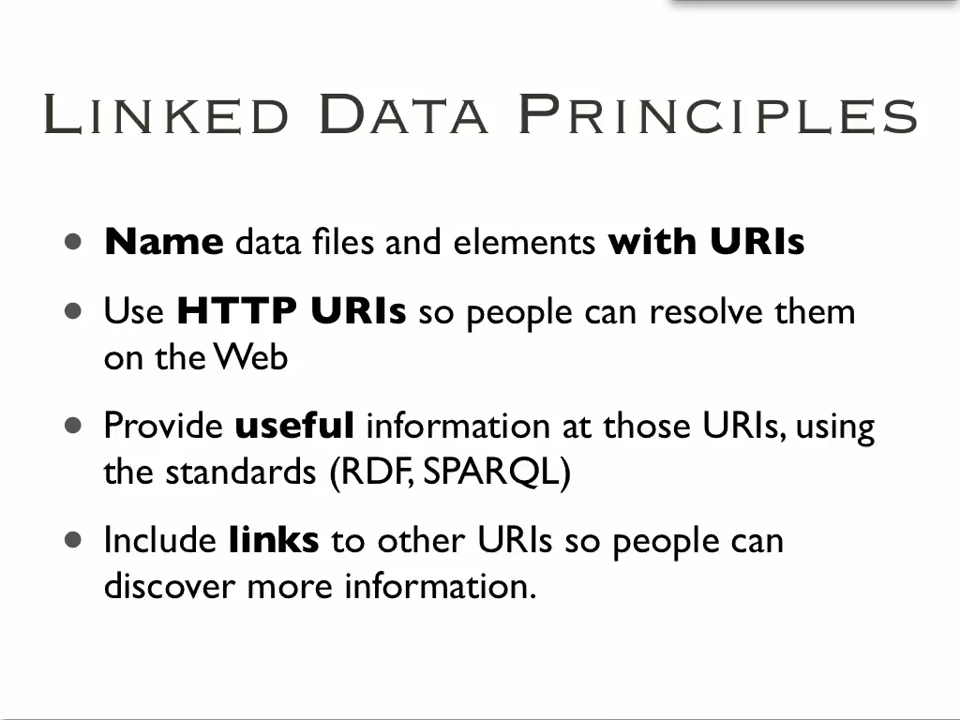 Linked Data Principles
• Name data files and elements with URIs
• Use HTTP URIs so people can resolve them
on the Web
• Provide useful information at those URIs, using
the standards (RDF, SPARQL)
• Include links to other URIs so people can
discover more information.